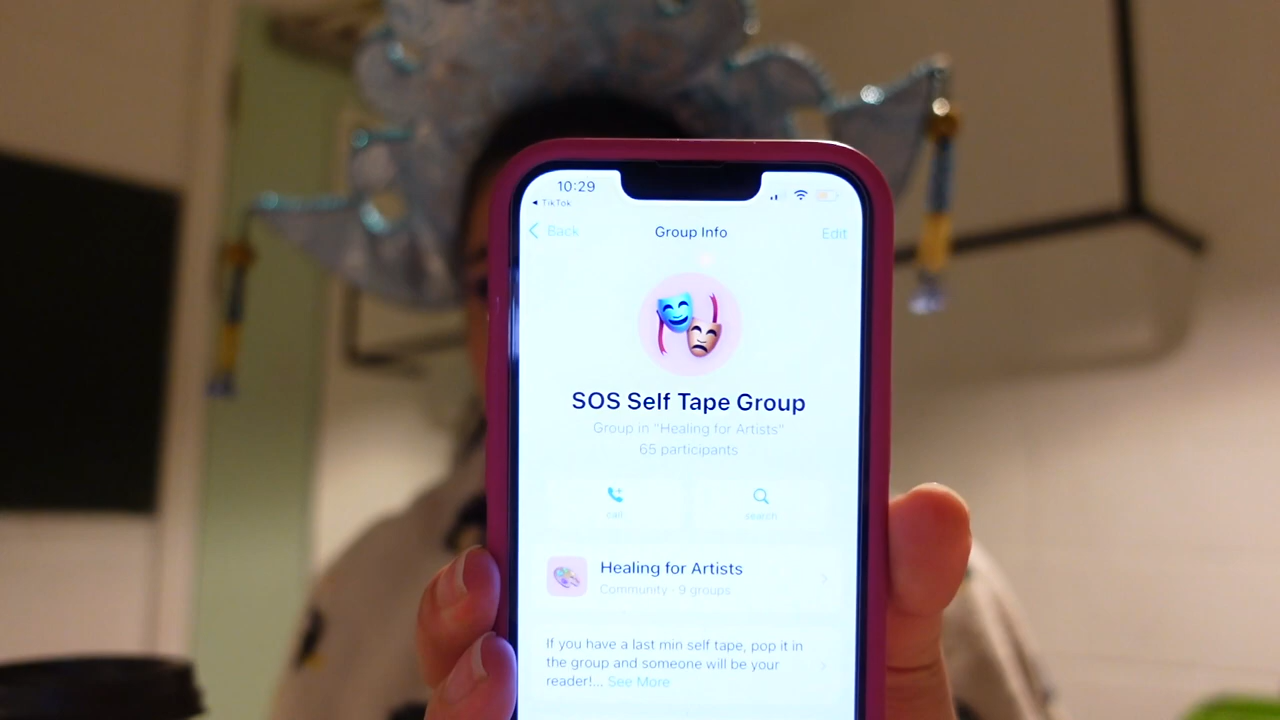 10:29
TikTok
Back
Group Info
Edit
SOS Self Tape Group
Group in "Healing for Artists"
65 participants
call
search
Healing for Artists
Community · 9 groups
If you have a last min self tape, pop it in
the group and someone will be your
reader!... See More